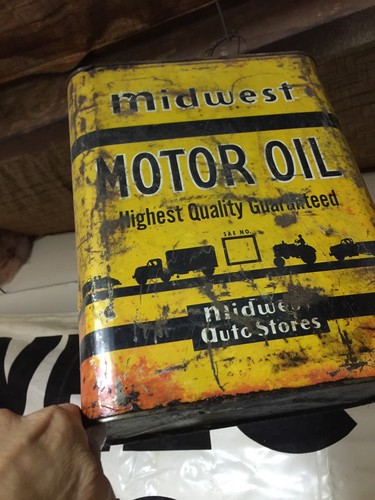 midwest
MOTOR OIL
Highest Quality Guaranteed
SAE NO.
midwest
auto Stores